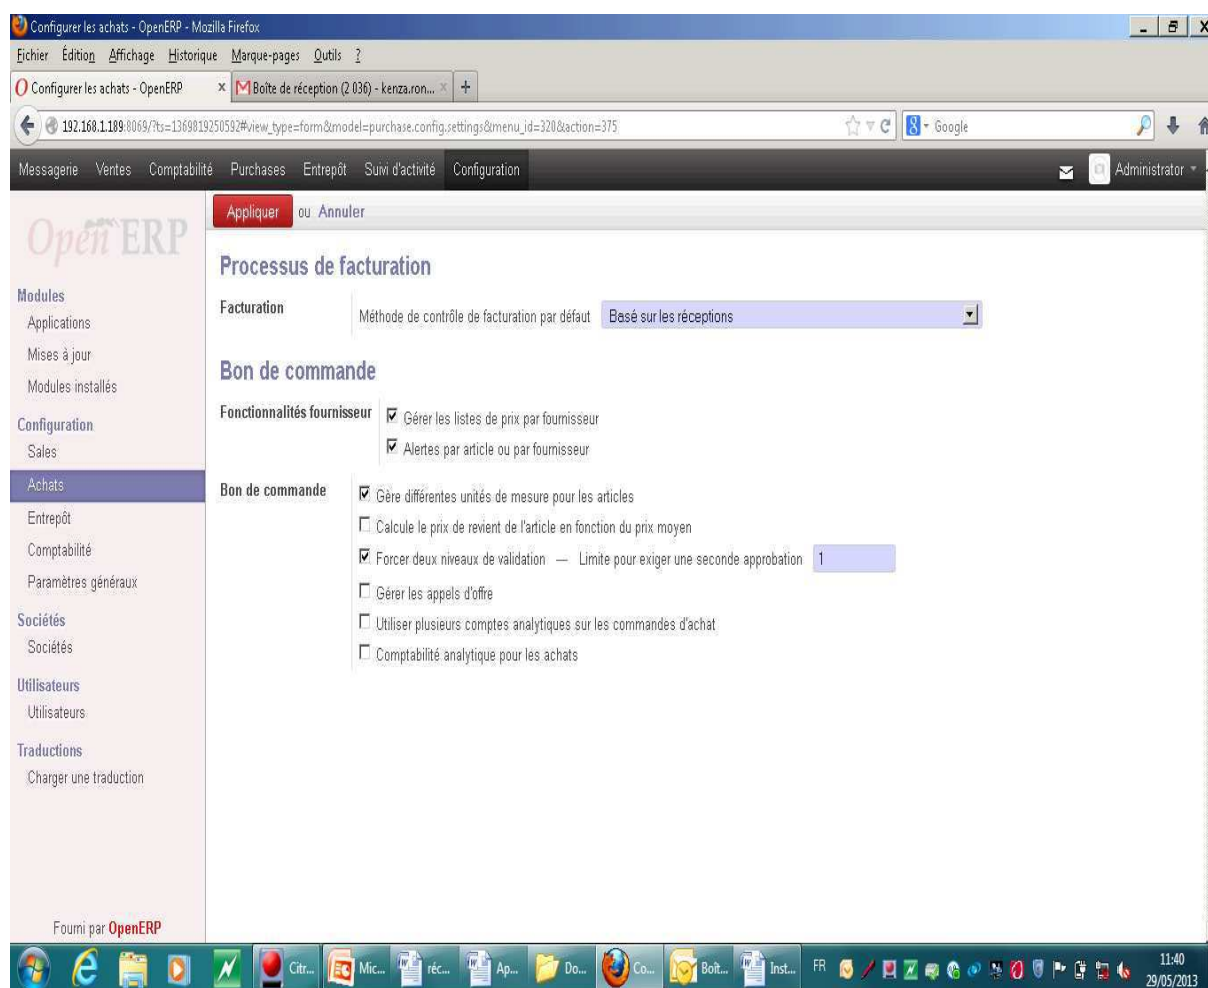 Configurer les achats - OpenERP - Mozilla Firefox
Fichier Édition Affichage Historique Marque-pages Outils ?
Configurer les achats - OpenERP
Boîte de réception (2 036) - kenza.ron...
192.168.1.189:8069/?ts=1369819250592#view_type=form&model=purchase.config.settings&menu_id=320&action=375
Google
Messagerie Ventes Comptabilité Purchases Entrepôt Suivi d'activité Configuration
Administrator
Open ERP
Modules
Applications
Mises à jour
Modules installés
Configuration
Sales
Achats
Entrepôt
Comptabilité
Paramètres généraux
Sociétés
Sociétés
Utilisateurs
Utilisateurs
Traductions
Charger une traduction
Fourni par OpenERP
Appliquer ou Annuler
Processus de facturation
Facturation
Méthode de contrôle de facturation par défaut Basé sur les réceptions
Bon de commande
Fonctionnalités fournisseur
Gérer les listes de prix par fournisseur
Alertes par article ou par fournisseur
Bon de commande
Gère différentes unités de mesure pour les articles
Calcule le prix de revient de l'article en fonction du prix moyen
Forcer deux niveaux de validation — Limite pour exiger une seconde approbation 1
Gérer les appels d'offre
Utiliser plusieurs comptes analytiques sur les commandes d'achat
Comptabilité analytique pour les achats
Citr... Mic... réc... Ap... Do... Co... Boît... Inst...
FR
11:40
29/05/2013